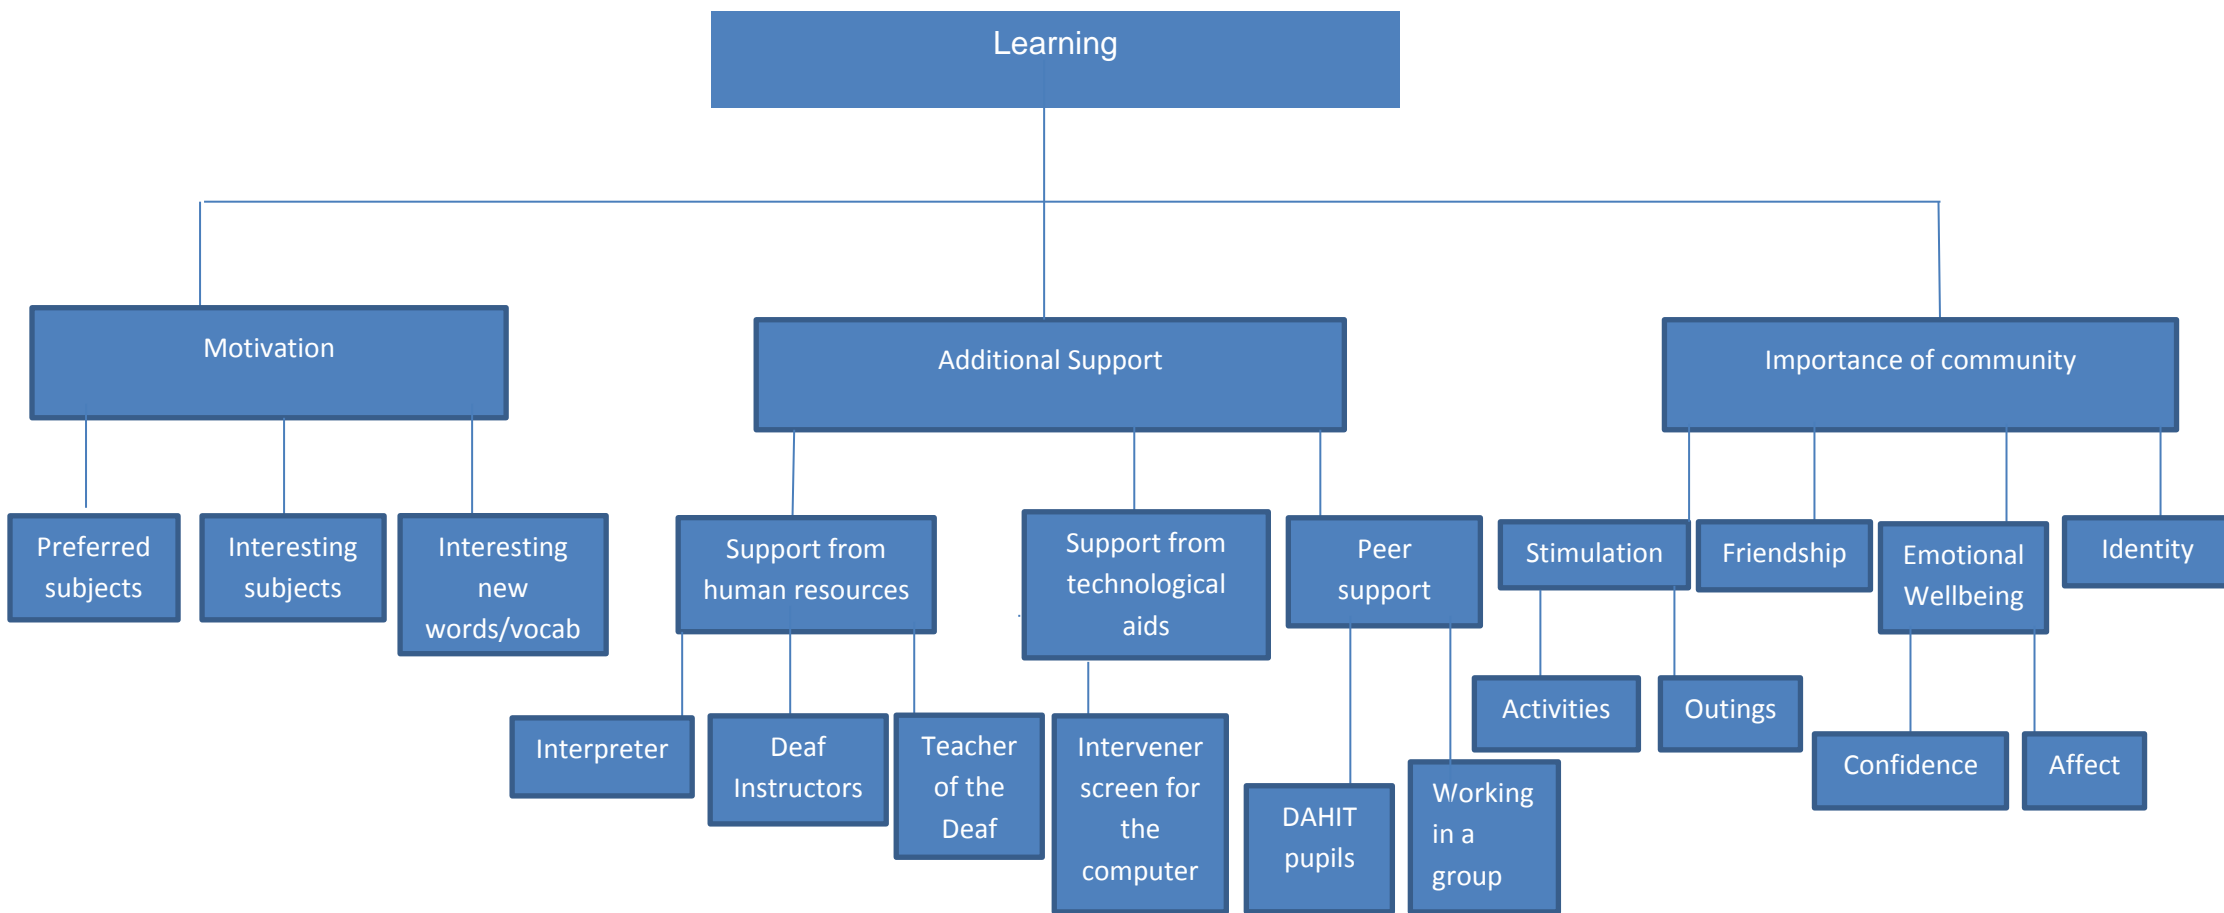 Learning
Motivation
Additional Support
Importance of community
Preferred
subjects
Interesting
subjects
Interesting
new
words/vocab
Support from
human resources
Support from
technological
aids
Peer
support
Stimulation
Friendship
Emotional
Wellbeing
Identity
Interpreter
Deaf
Instructors
Teacher
of the
Deaf
Intervener
screen for
the
computer
DAHIT
pupils
Working
in a
group
Activities
Outings
Confidence
Affect